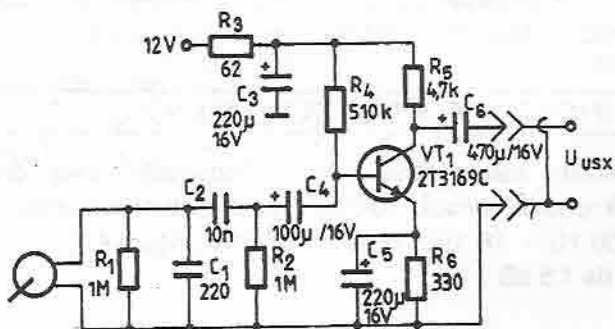 R3
12V
62
C3
220µ
16V
R4
510k
R5
4,7k
C6
470µ/16V
Uusx
VT1
2T3169C
C2
10n
C4
100µ/16V
R1
1M
C1
220
R2
1M
C5
220µ
16V
R6
330